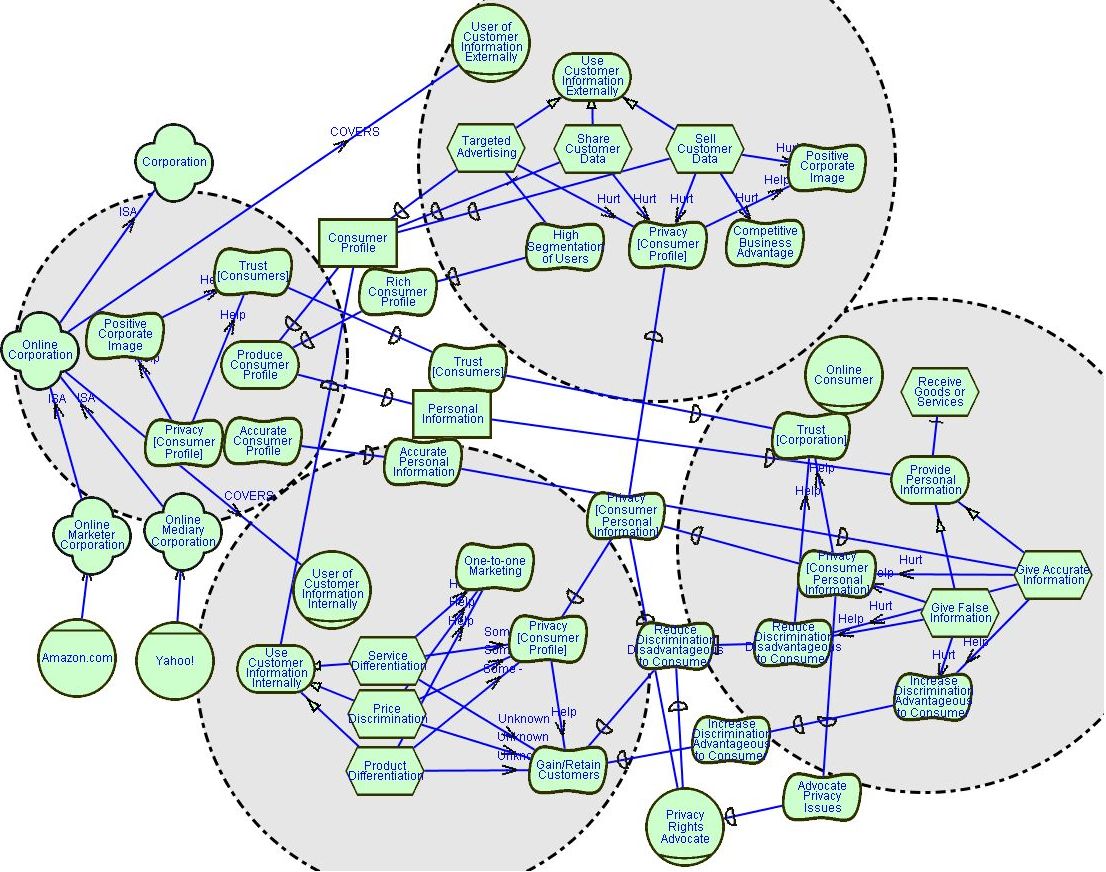 User of
Customer
Information
Externally
Use
Customer
Information
Externally
COVERS
Corporation
Targeted
Advertising
Share
Customer
Data
Sell
Customer
Data
Hurt
Positive
Corporate
Image
Help
ISA
Hurt
Hurt
Hurt
Hurt
Consumer
Profile
High
Segmentation
of Users
Privacy
[Consumer
Profile]
Competitive
Business
Advantage
Trust
[Consumers]
Rich
Consumer
Profile
Help
Online
Corporation
Positive
Corporate
Image
Help
Produce
Consumer
Profile
Trust
[Consumers]
Online
Consumer
Receive
Goods or
Services
Help
ISA
ISA
Personal
Information
Trust
[Corporation]
Privacy
[Consumer
Profile]
Accurate
Consumer
Profile
Accurate
Personal
Information
Help
Provide
Personal
Information
Help
COVERS
Online
Marketer
Corporation
Online
Mediary
Corporation
Privacy
[Consumer
Personal
Information]
One-to-one
Marketing
User of
Customer
Information
Internally
Privacy
[Consumer
Personal
Information]
Hurt
Help
Give Accurate
Information
Help
Help
Hurt
Help
Give False
Information
Amazon.com
Yahoo!
Use
Customer
Information
Internally
Service
Differentiation
Some -
Privacy
[Consumer
Profile]
Reduce
Discrimination
Disadvantageous
to Consumer
Reduce
Discrimination
Disadvantageous
to Consumer
Help
Hurt
Price
Discrimination
Help
Unknown
Unknown
Unknown
Increase
Discrimination
Advantageous
to Consumer
Increase
Discrimination
Advantageous
to Consumer
Product
Differentiation
Gain/Retain
Customers
Advocate
Privacy
Issues
Privacy
Rights
Advocate